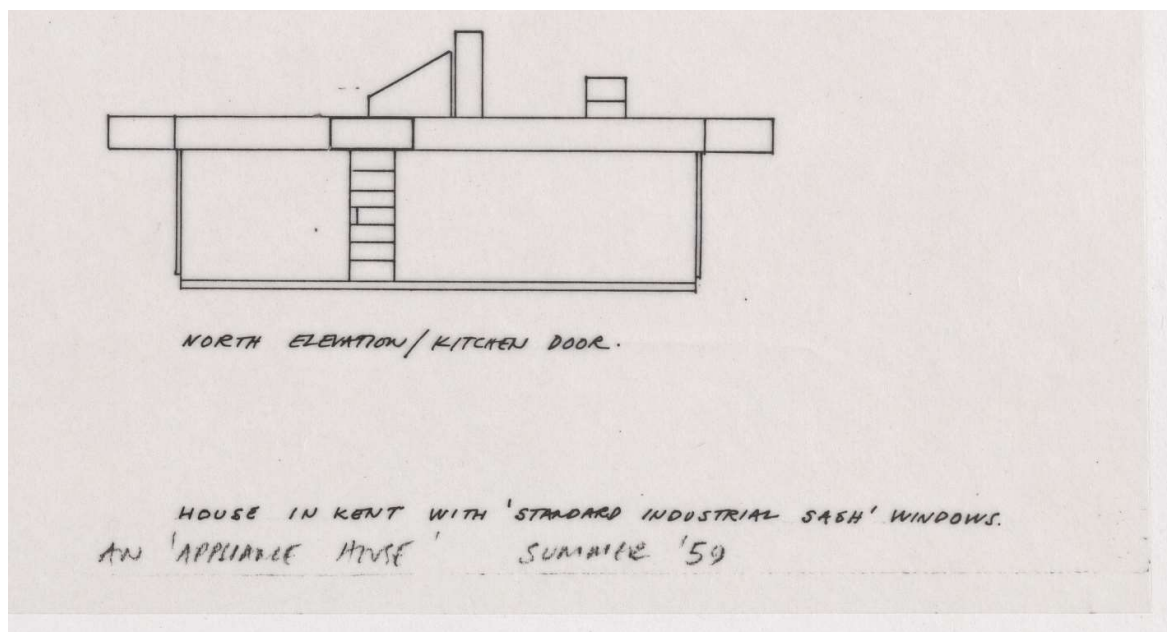 NORTH ELEVATION/KITCHEN DOOR.
HOUSE IN KENT WITH 'STANDARD INDUSTRIAL SASH' WINDOWS.
AN 'APPLIANCE HOUSE' SUMMER '59